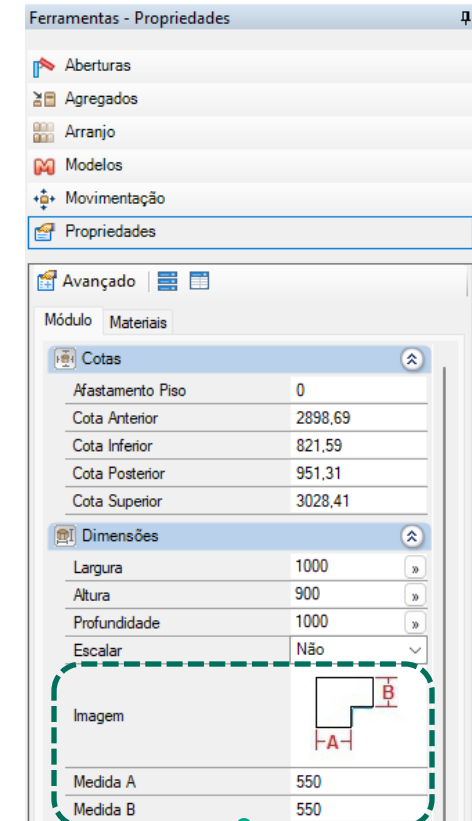 Ferramentas - Propriedades
Aberturas
Agregados
Arranjo
Modelos
Movimentação
Propriedades
Avançado
Módulo Materiais
Cotas
Afastamento Piso 0
Cota Anterior 2898,69
Cota Inferior 821,59
Cota Posterior 951,31
Cota Superior 3028,41
Dimensões
Largura 1000 »
Altura 900 »
Profundidade 1000 »
Escalar Não
B
Imagem
A
Medida A 550
Medida B 550